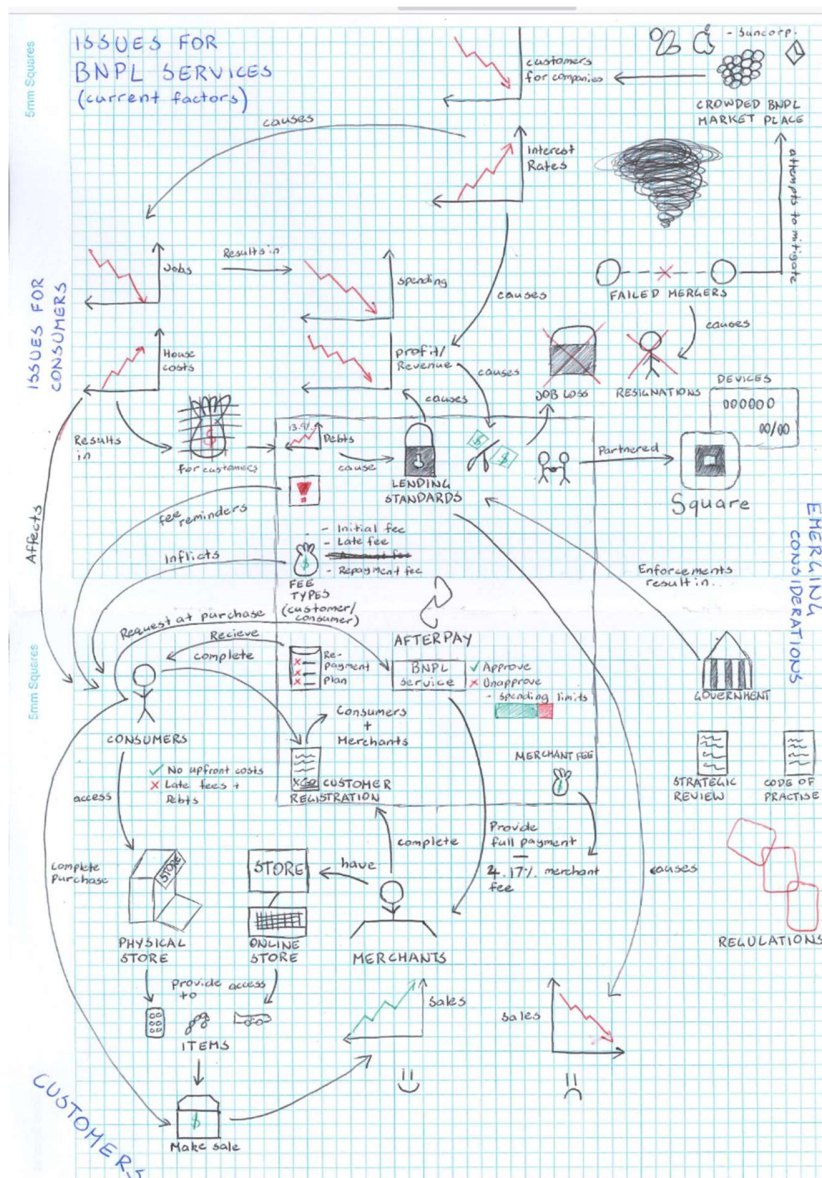 ISSUES FOR
BNPL SERVICES
(current factors)
5mm Squares
causes
customers
for companies
- Suncorp.
CROWDED BNPL
MARKET PLACE
Interest
Rates
attempts to mitigate
ISSUES FOR
CONSUMERS
Jobs
Results in
Spending
causes
FAILED MERGERS
causes
House
costs
profit/
Revenue
causes
causes
JOB LOSS
RESIGNATIONS
DEVICES
000000
00/00
Results
in
$
for customers
Debts
cause
LENDING
STANDARDS
$
$
Partnered
Square
Affects
fee reminders
!
Inflicts
$
FEE
TYPES
(customer/
consumer)
- Initial fee
- Late fee
- Repayment fee
EMERGING
CONSIDERATIONS
Enforcements
result in..
Request at purchase
Recieve
complete
AFTERPAY
Re-
payment
plan
BNPL
service
✓ Approve
✗ Unapprove
- spending limits
GOVERNMENT
5mm Squares
CONSUMERS
Consumers
+
Merchants
CUSTOMER
REGISTRATION
MERCHANT FEE
$
STRATEGIC
REVIEW
CODE OF
PRACTISE
✓ No upfront costs
✗ Late fees +
Debts
access
complete
Provide
full payment
—
4.17% merchant
fee
causes
complete
Purchase
STORE
STORE
have
PHYSICAL
STORE
ONLINE
STORE
MERCHANTS
REGULATIONS
Provide access
to
ITEMS
Sales
Sales
CUSTOMERS
$
Make sale